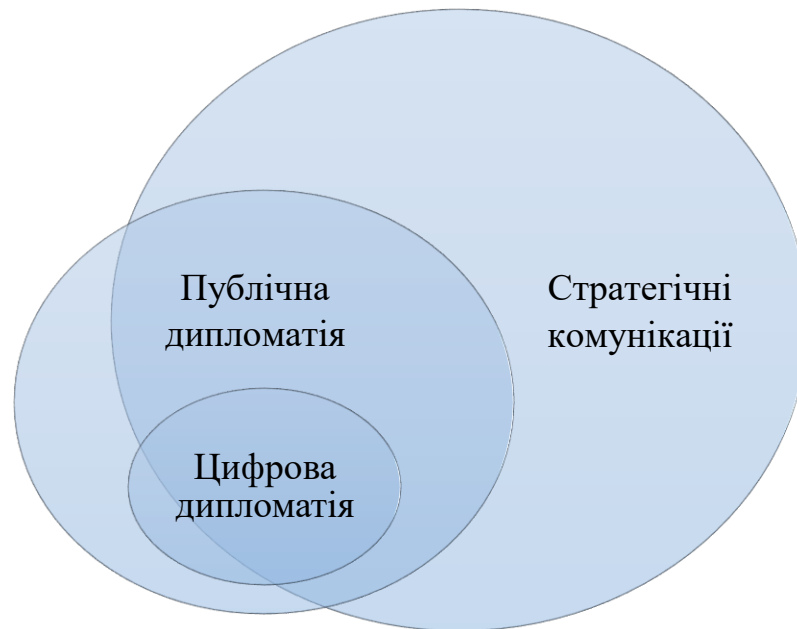 Публічна
дипломатія
Стратегічні
комунікації
Цифрова
дипломатія